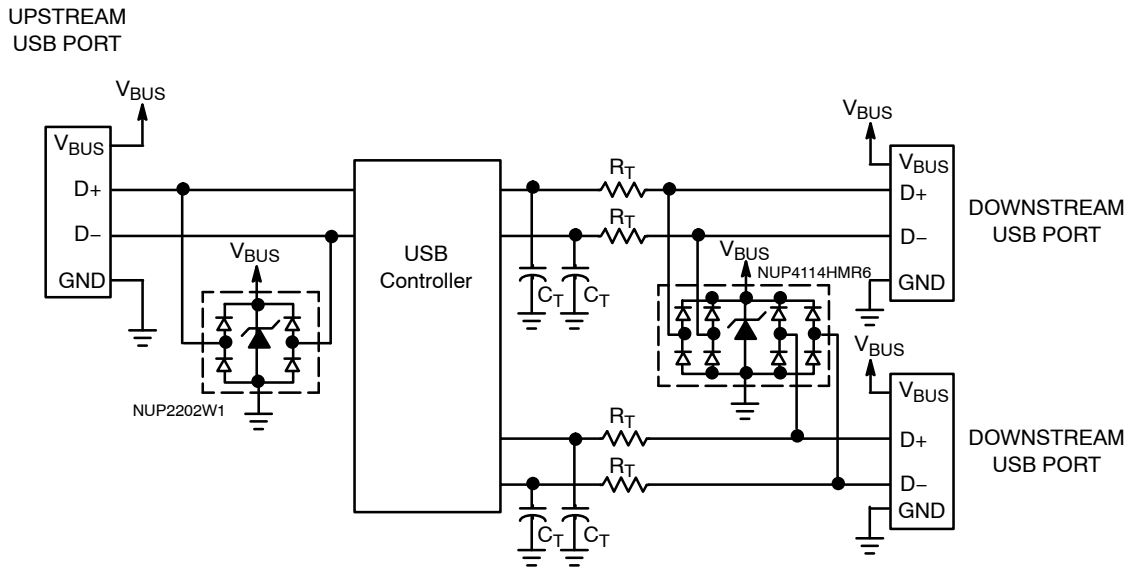 UPSTREAM
USB PORT
VBUS
VBUS
D+
D−
GND
VBUS
NUP2202W1
USB
Controller
RT
RT
CT
CT
VBUS
NUP4114HMR6
VBUS
VBUS
D+
D−
GND
DOWNSTREAM
USB PORT
RT
RT
CT
CT
VBUS
VBUS
D+
D−
GND
DOWNSTREAM
USB PORT